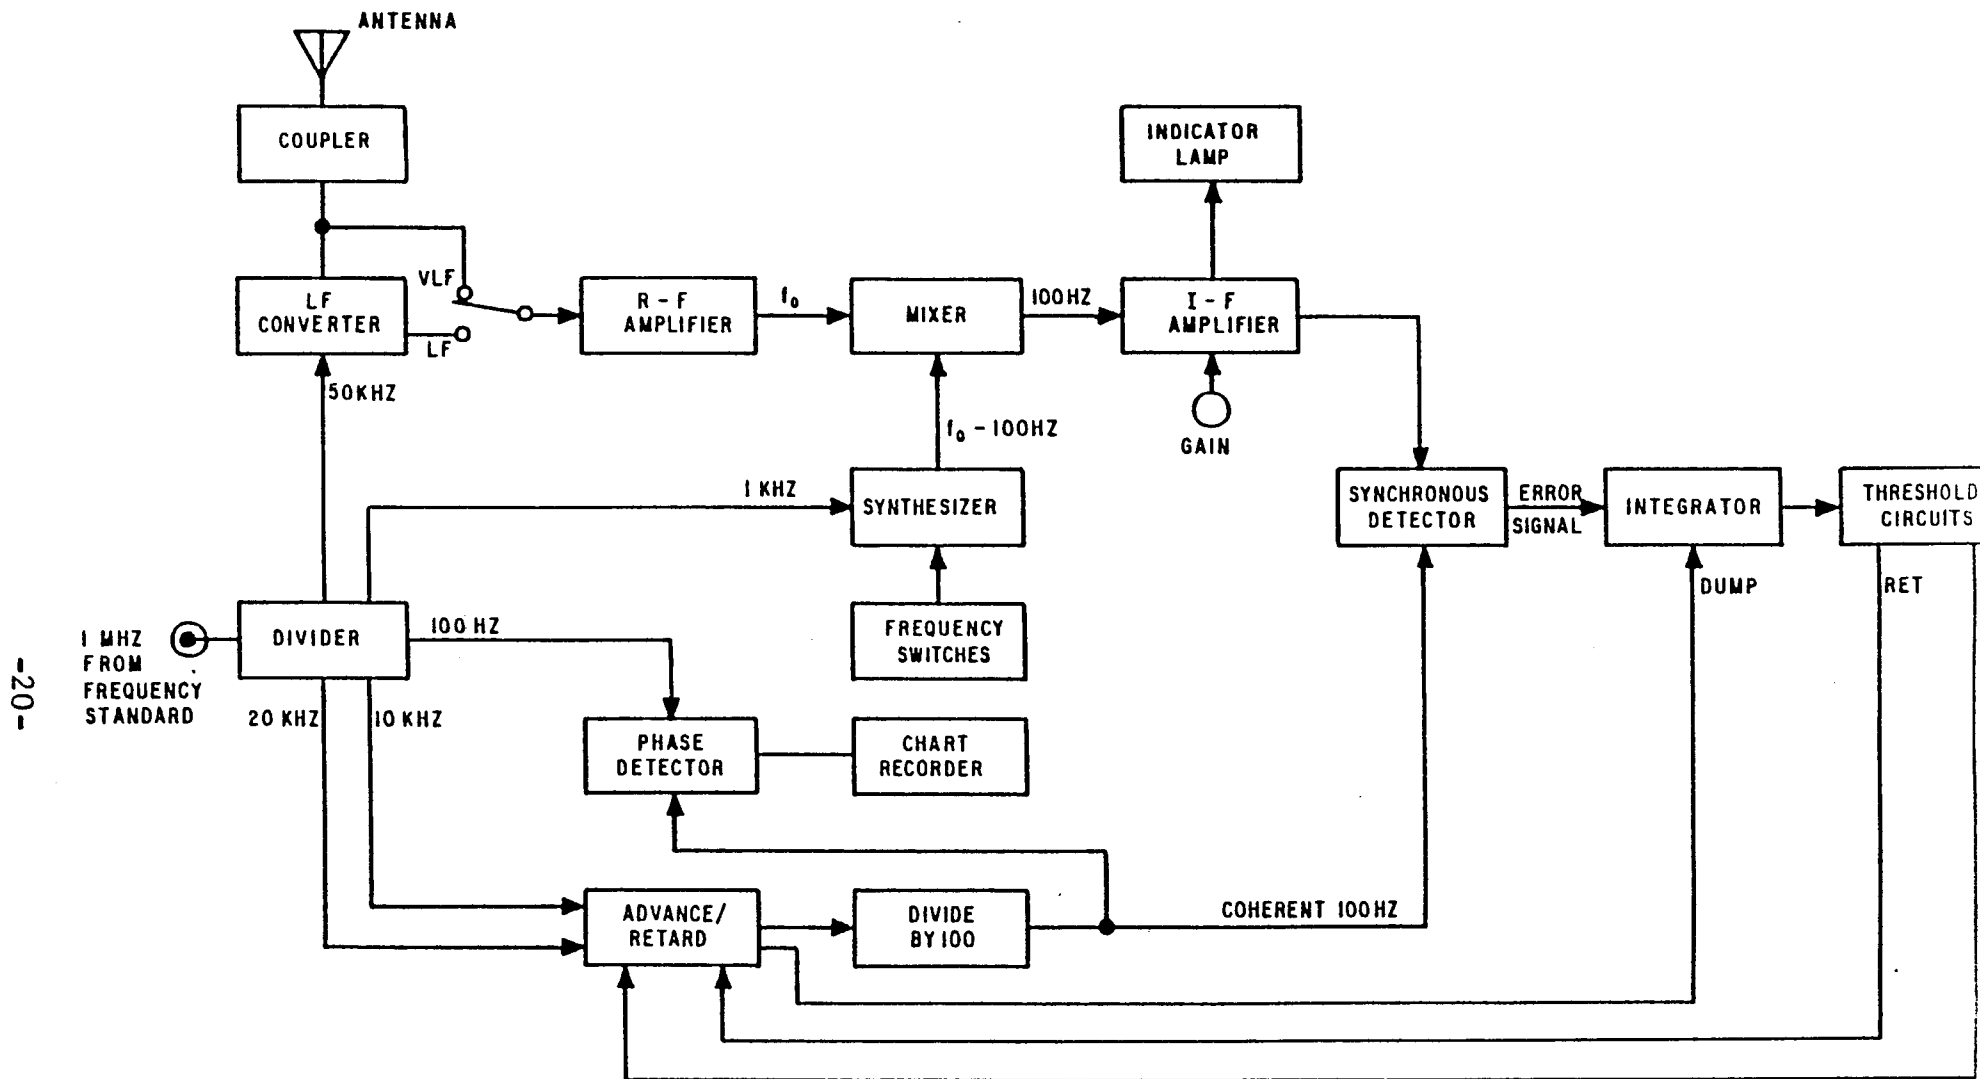 ANTENNA
COUPLER
INDICATOR
LAMP
VLF
LF
CONVERTER
LF
R-F
AMPLIFIER
f₀
MIXER
100HZ
I-F
AMPLIFIER
50KHZ
f₀ - 100HZ
GAIN
1 KHZ
SYNTHESIZER
SYNCHRONOUS
DETECTOR
ERROR
SIGNAL
INTEGRATOR
THRESHOLD
CIRCUITS
DUMP
RET
1 MHZ
FROM
FREQUENCY
STANDARD
DIVIDER
100 HZ
FREQUENCY
SWITCHES
20 KHZ
10 KHZ
PHASE
DETECTOR
CHART
RECORDER
ADVANCE/
RETARD
DIVIDE
BY 100
COHERENT 100HZ
-20-